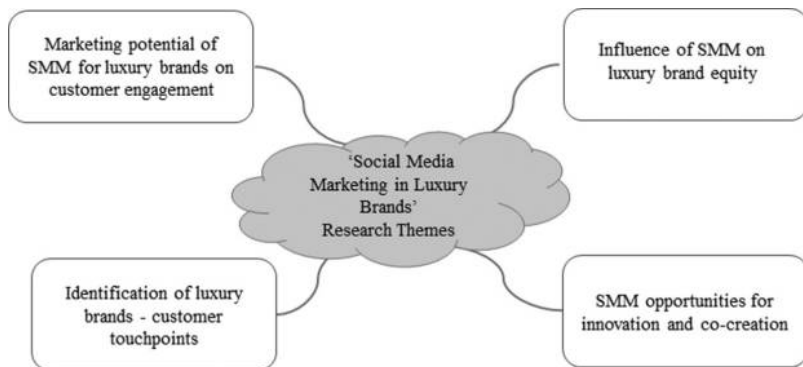 Marketing potential of
SMM for luxury brands on
customer engagement
Influence of SMM on
luxury brand equity
‘Social Media
Marketing in Luxury
Brands’
Research Themes
Identification of luxury
brands - customer
touchpoints
SMM opportunities for
innovation and co-creation